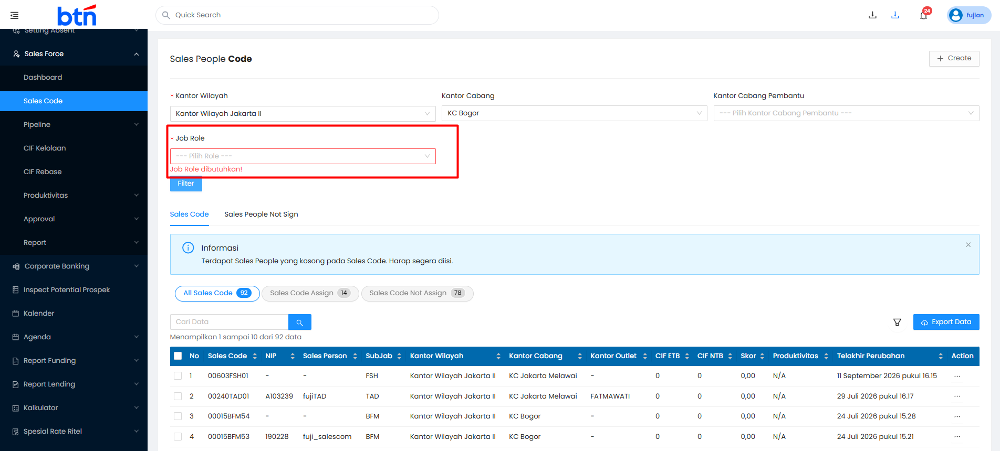 btn
Quick Search
24
fujian
Setting Absent
Sales Force
Dashboard
Sales Code
Pipeline
CIF Kelolaan
CIF Rebase
Produktivitas
Approval
Report
Corporate Banking
Inspect Potential Prospek
Kalender
Agenda
Report Funding
Report Lending
Kalkulator
Spesial Rate Ritel
Sales People Code
Create
* Kantor Wilayah
Kantor Wilayah Jakarta II
Kantor Cabang
KC Bogor
Kantor Cabang Pembantu
--- Pilih Kantor Cabang Pembantu ---
* Job Role
--- Pilih Role ---
Job Role dibutuhkan!
Filter
Sales Code Sales People Not Sign
Informasi
Terdapat Sales People yang kosong pada Sales Code. Harap segera diisi.
All Sales Code 92 Sales Code Assign 14 Sales Code Not Assign 78
Cari Data
Export Data
Menampilkan 1 sampai 10 dari 92 data
No Sales Code NIP Sales Person SubJab Kantor Wilayah Kantor Cabang Kantor Outlet CIF ETB CIF NTB Skor Produktivitas Telakhir Perubahan Action
1 00603FSH01 - - FSH Kantor Wilayah Jakarta II KC Jakarta Melawai - 0 0 0,00 N/A 11 September 2026 pukul 16.15 ...
2 00240TAD01 A103239 fujiTAD TAD Kantor Wilayah Jakarta II KC Jakarta Melawai FATMAWATI 0 0 0,00 N/A 29 Juli 2026 pukul 16.17 ...
3 00015BFM54 - - BFM Kantor Wilayah Jakarta II KC Bogor - 0 0 0,00 N/A 24 Juli 2026 pukul 15.28 ...
4 00015BFM53 190228 fuji_salescom BFM Kantor Wilayah Jakarta II KC Bogor - 0 0 0,00 N/A 24 Juli 2026 pukul 15.21 ...